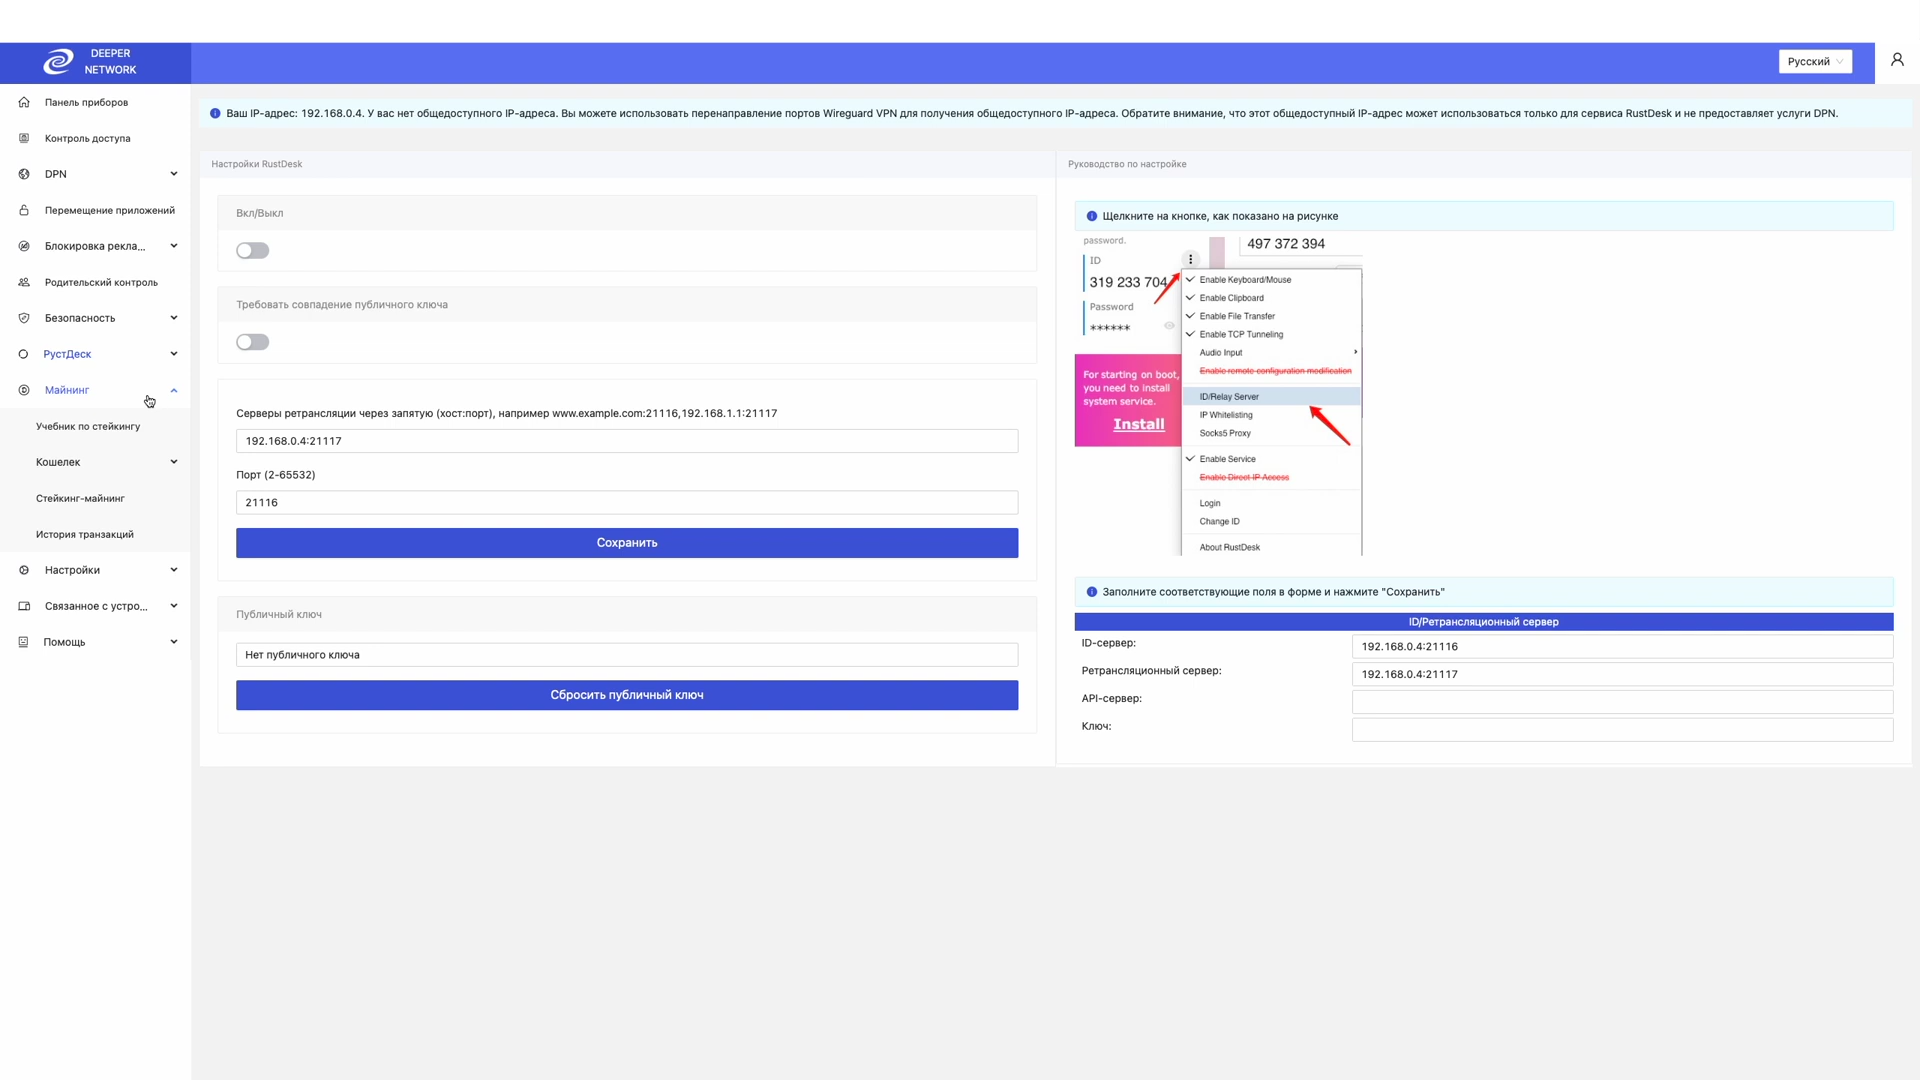 DEEPER
NETWORK
Русский
Панель приборов
Контроль доступа
DPN
Перемещение приложений
Блокировка рекла...
Родительский контроль
Безопасность
РустДеск
Майнинг
Учебник по стейкингу
Кошелек
Стейкинг-майнинг
История транзакций
Настройки
Связанное с устро...
Помощь
Ваш IP-адрес: 192.168.0.4. У вас нет общедоступного IP-адреса. Вы можете использовать перенаправление портов Wireguard VPN для получения общедоступного IP-адреса. Обратите внимание, что этот общедоступный IP-адрес может использоваться только для сервиса RustDesk и не предоставляет услуги DPN.
Настройки RustDesk
Вкл/Выкл
Требовать совпадение публичного ключа
Серверы ретрансляции через запятую (хост:порт), например www.example.com:21116,192.168.1.1:21117
192.168.0.4:21117
Порт (2-65532)
21116
Сохранить
Публичный ключ
Нет публичного ключа
Сбросить публичный ключ
Руководство по настройке
Щелкните на кнопке, как показано на рисунке
password.
ID
319 233 704
Password
******
497 372 394
For starting on boot,
you need to install
system service.
Install
Enable Keyboard/Mouse
Enable Clipboard
Enable File Transfer
Enable TCP Tunneling
Audio Input
Enable remote configuration modification
ID/Relay Server
IP Whitelisting
Socks5 Proxy
Enable Service
Enable Direct IP Access
Login
Change ID
About RustDesk
Заполните соответствующие поля в форме и нажмите "Сохранить"
ID/Ретрансляционный сервер
ID-сервер:
192.168.0.4:21116
Ретрансляционный сервер:
192.168.0.4:21117
API-сервер:
Ключ: